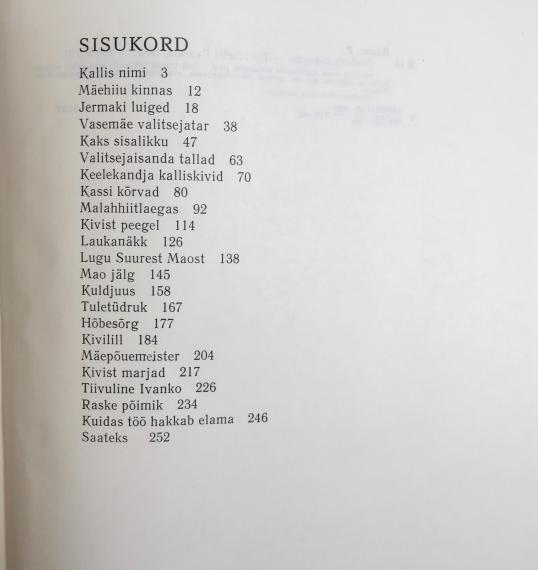 SISUKORD
Kallis nimi 3
Mäehiiu kinnas 12
Jermaki luiged 18
Vasemäe valitsejatar 38
Kaks sisalikku 47
Valitsejaisanda tallad 63
Keelekandja kalliskivid 70
Kassi kõrvad 80
Malahhiitlaegas 92
Kivist peegel 114
Laukanäkk 126
Lugu Suurest Maost 138
Mao jälg 145
Kuldjuus 158
Tuletüdruk 167
Hõbesõrg 177
Kivilill 184
Mäepõuemeister 204
Kivist marjad 217
Tiivuline Ivanko 226
Raske põimik 234
Kuidas töö hakkab elama 246
Saateks 252